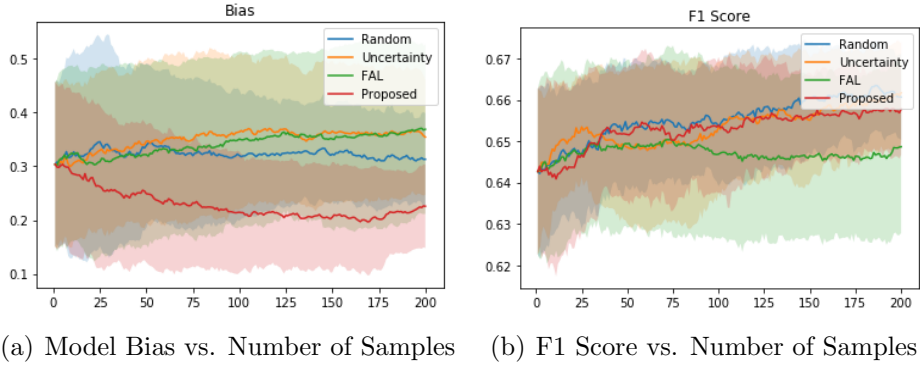 Bias
0.5
0.4
0.3
0.2
0.1
0 25 50 75 100 125 150 175 200
Random
Uncertainty
FAL
Proposed
F1 Score
0.67
0.66
0.65
0.64
0.63
0.62
0 25 50 75 100 125 150 175 200
Random
Uncertainty
FAL
Proposed
(a) Model Bias vs. Number of Samples
(b) F1 Score vs. Number of Samples